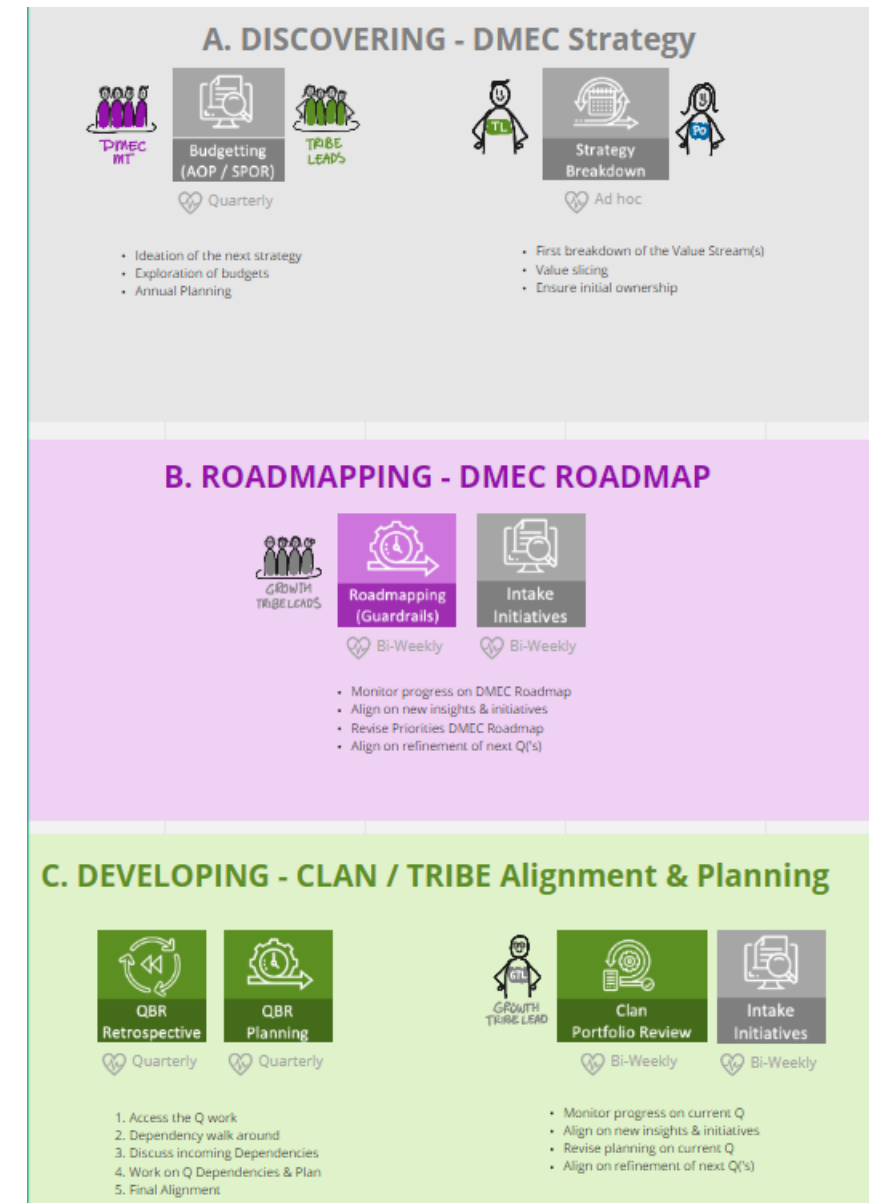 A. DISCOVERING - DMEC Strategy
DMEC
MT
Budgetting
(AOP / SPOR)
Quarterly
TRIBE
LEADS
TL
Strategy
Breakdown
Ad hoc
Po
• Ideation of the next strategy
• Exploration of budgets
• Annual Planning
• First breakdown of the Value Stream(s)
• Value slicing
• Ensure initial ownership
B. ROADMAPPING - DMEC ROADMAP
GROWTH
TRIBE LEADS
Roadmapping
(Guardrails)
Bi-Weekly
Intake
Initiatives
Bi-Weekly
• Monitor progress on DMEC Roadmap
• Align on new insights & initiatives
• Revise Priorities DMEC Roadmap
• Align on refinement of next Q('s)
C. DEVELOPING - CLAN / TRIBE Alignment & Planning
QBR
Retrospective
Quarterly
QBR
Planning
Quarterly
GTL
GROWTH
TRIBE LEAD
Clan
Portfolio Review
Bi-Weekly
Intake
Initiatives
Bi-Weekly
1. Access the Q work
2. Dependency walk around
3. Discuss incoming Dependencies
4. Work on Q Dependencies & Plan
5. Final Alignment
• Monitor progress on current Q
• Align on new insights & initiatives
• Revise planning on current Q
• Align on refinement of next Q('s)